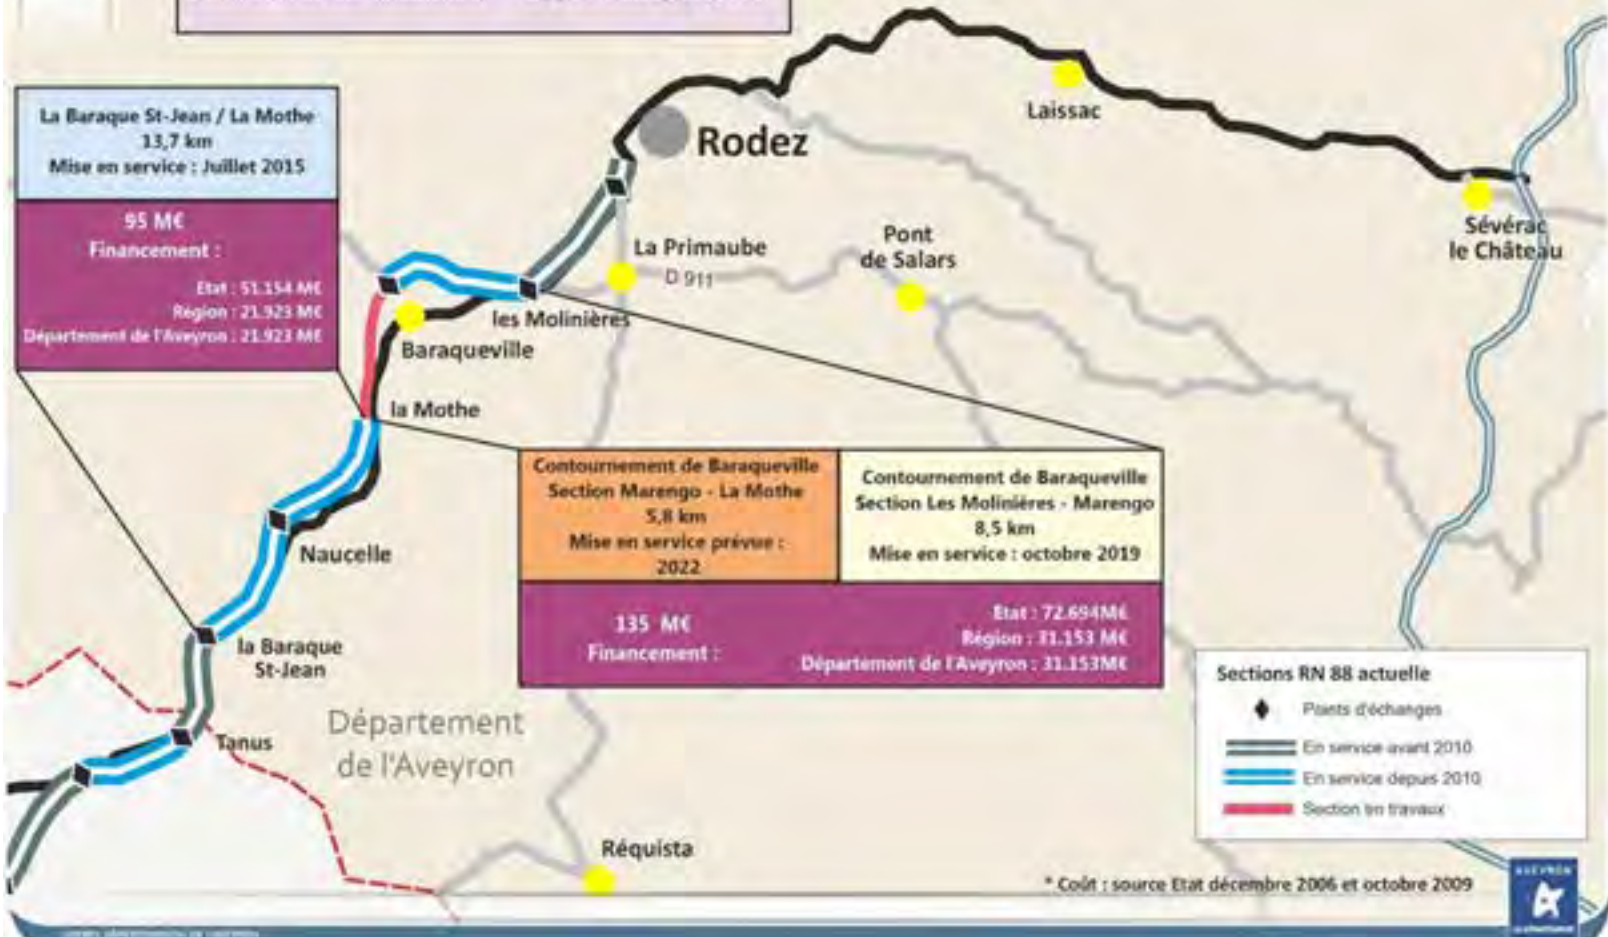 La Baraque St-Jean / La Mothe
13,7 km
Mise en service : Juillet 2015
95 M€
Financement :
Etat : 51.154 M€
Région : 21.923 M€
Département de l'Aveyron : 21.923 M€
Rodez
Laissac
Sévérac
le Château
La Primaube
D 911
Pont
de Salars
les Molinières
Baraqueville
la Mothe
Contournement de Baraqueville
Section Marengo - La Mothe
5,8 km
Mise en service prévue :
2022
Contournement de Baraqueville
Section Les Molinières - Marengo
8,5 km
Mise en service : octobre 2019
135 M€
Financement :
Etat : 72.694M€
Région : 31.153 M€
Département de l'Aveyron : 31.153M€
Naucelle
la Baraque
St-Jean
Tanus
Département
de l'Aveyron
Réquista
Sections RN 88 actuelle
Points d'échanges
En service avant 2010
En service depuis 2010
Section en travaux
* Coût : source Etat décembre 2006 et octobre 2009
AVEYRON